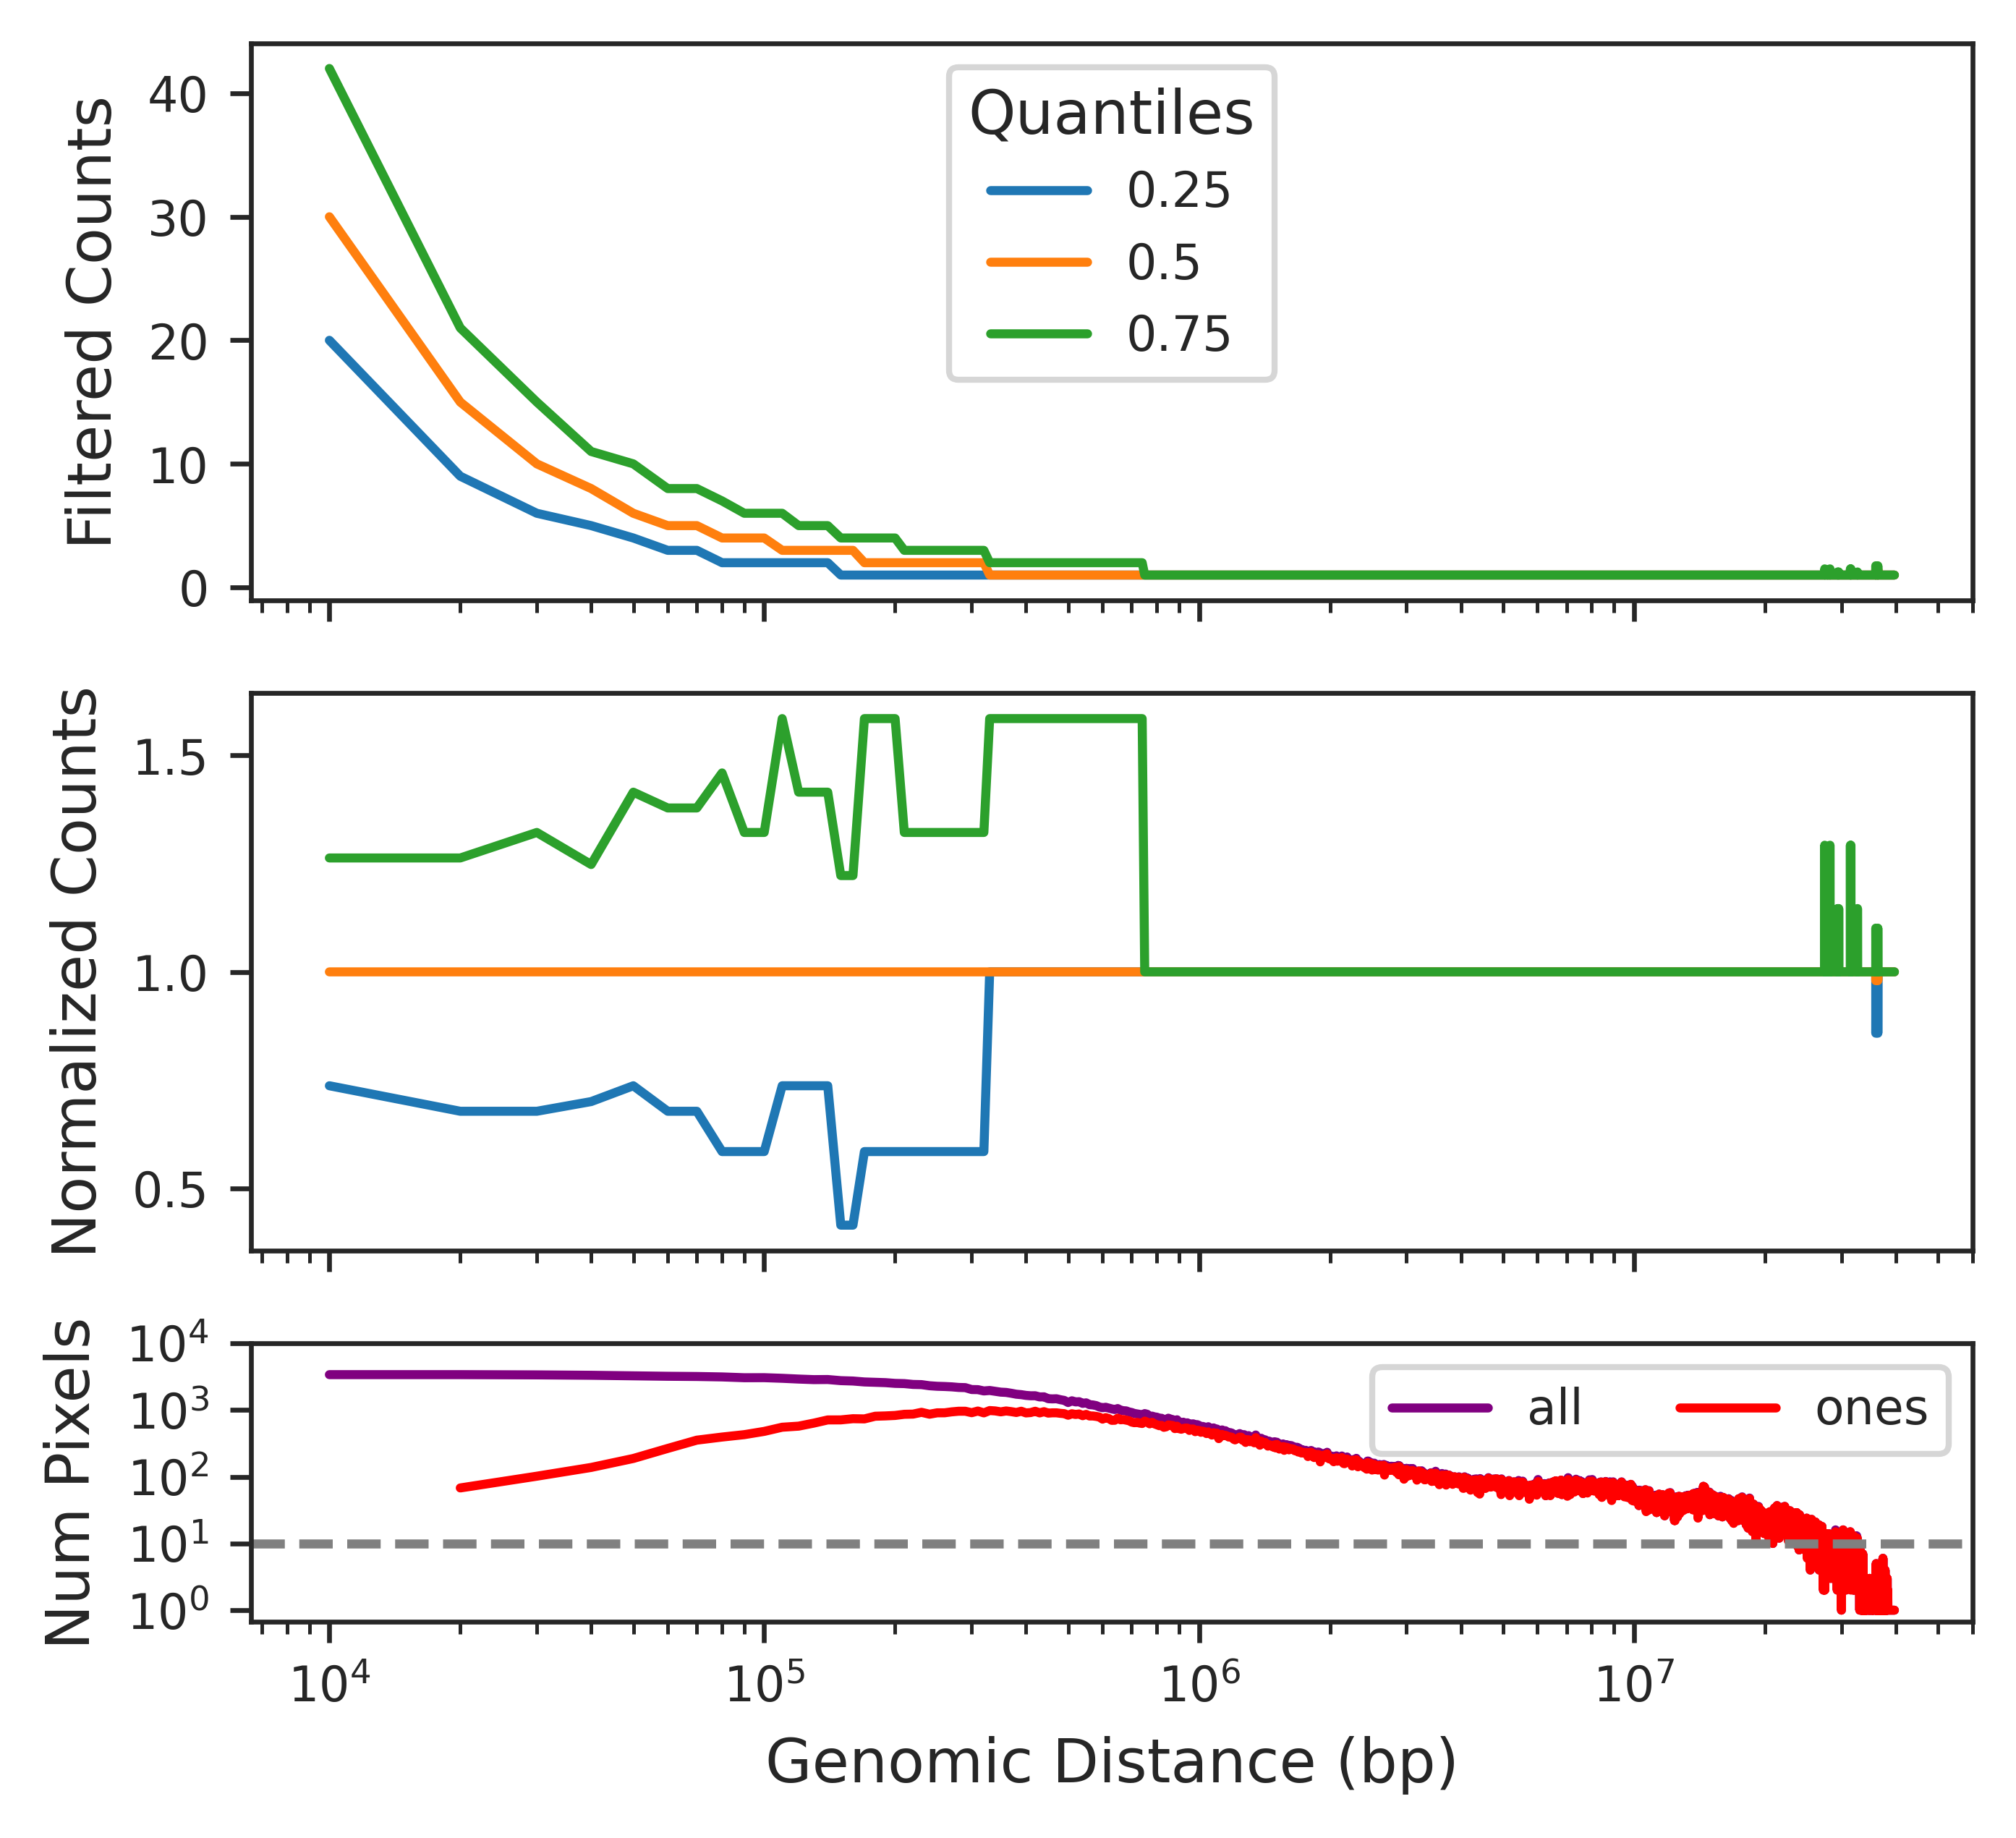 Filtered Counts
40
30
20
10
0
Quantiles
0.25
0.5
0.75
Normalized Counts
1.5
1.0
0.5
Num Pixels
10⁴
10³
10²
10¹
10⁰
all ones
10⁴ 10⁵ 10⁶ 10⁷
Genomic Distance (bp)